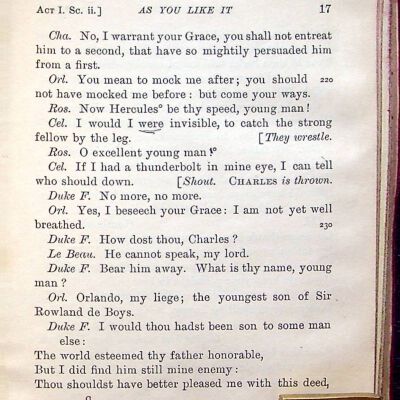 ACT I. Sc. ii.] AS YOU LIKE IT 17
Cha. No, I warrant your Grace, you shall not entreat
him to a second, that have so mightily persuaded him
from a first.
Orl. You mean to mock me after; you should 220
not have mocked me before: but come your ways.
Ros. Now Hercules° be thy speed, young man!
Cel. I would I were invisible, to catch the strong
fellow by the leg. [They wrestle.
Ros. O excellent young man!°
Cel. If I had a thunderbolt in mine eye, I can tell
who should down. [Shout. CHARLES is thrown.
Duke F. No more, no more.
Orl. Yes, I beseech your Grace: I am not yet well
breathed. 230
Duke F. How dost thou, Charles?
Le Beau. He cannot speak, my lord.
Duke F. Bear him away. What is thy name, young
man?
Orl. Orlando, my liege; the youngest son of Sir
Rowland de Boys.
Duke F. I would thou hadst been son to some man
else:
The world esteemed thy father honorable,
But I did find him still mine enemy:
Thou shouldst have better pleased me with this deed,